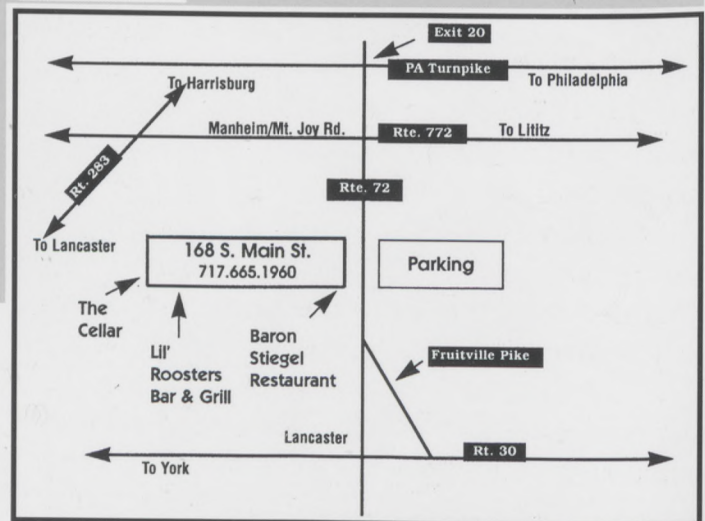 Exit 20
PA Turnpike
To Harrisburg
To Philadelphia
Manheim/Mt. Joy Rd.
Rte. 772
To Lititz
Rt. 283
Rte. 72
To Lancaster
168 S. Main St.
717.665.1960
Parking
The
Cellar
Lil'
Roosters
Bar & Grill
Baron
Stiegel
Restaurant
Fruitville Pike
Lancaster
Rt. 30
To York